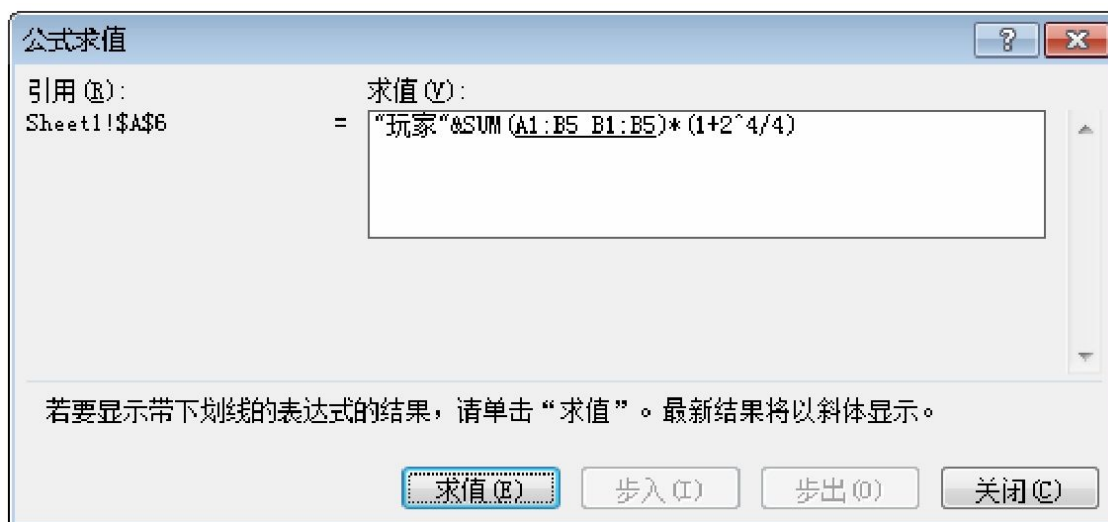 公式求值
引用(R):
求值(V):
Sheet1!$A$6
=
"玩家"&SUM(A1:B5 B1:B5)*(1+2^4/4)
若要显示带下划线的表达式的结果，请单击“求值”。最新结果将以斜体显示。
求值(E) 步入(I) 步出(O) 关闭(C)